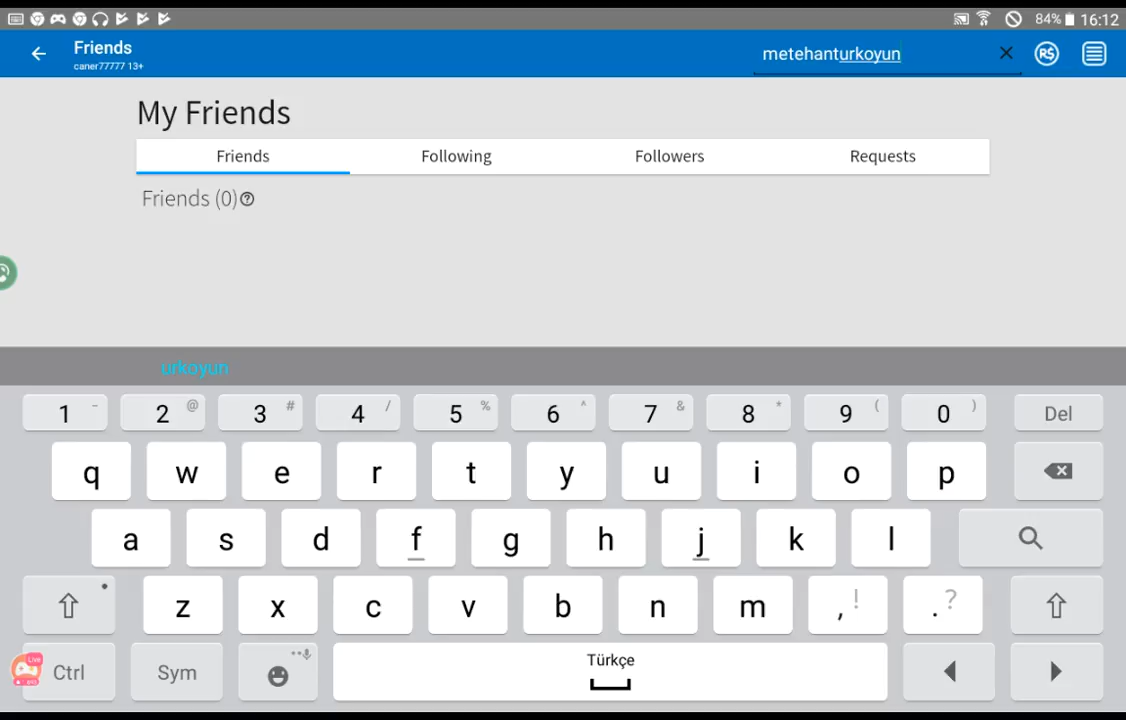 84% 16:12
Friends
caner77777 13+
metehanturkoyun
R$
My Friends
Friends Following Followers Requests
Friends (0)
urkoyun
1 - 2 @ 3 # 4 / 5 % 6 ^ 7 & 8 * 9 ( 0 ) Del
q w e r t y u i o p
a s d f g h j k l
z x c v b n m , ! . ?
Live
Ctrl Sym Türkçe